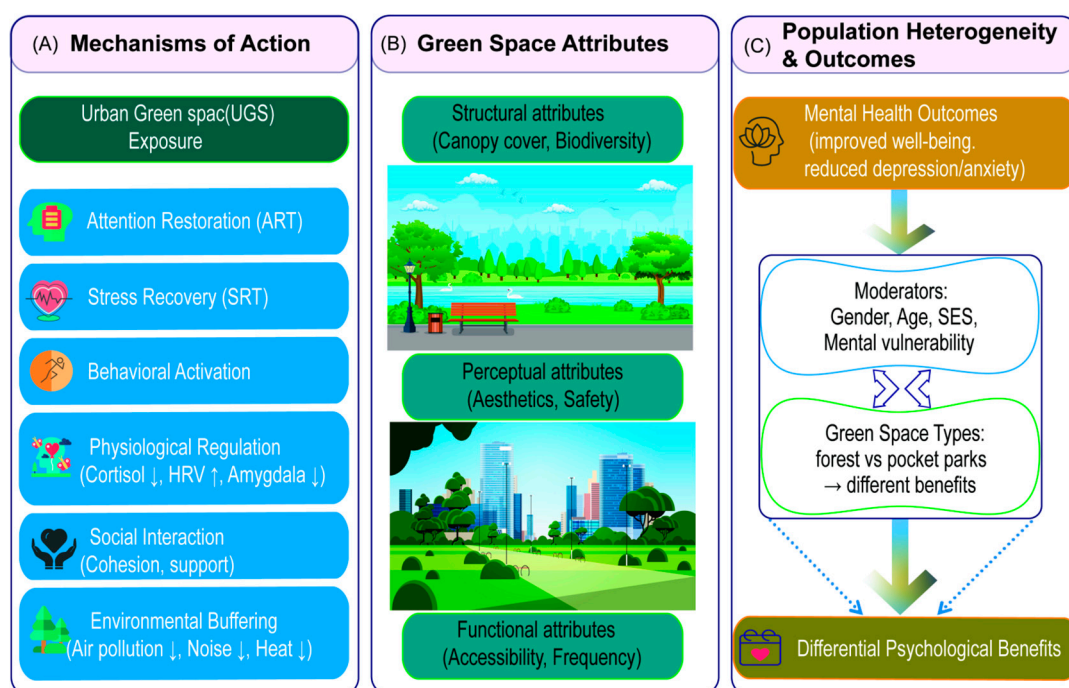 (A) Mechanisms of Action
Urban Green spac(UGS)
Exposure
Attention Restoration (ART)
Stress Recovery (SRT)
Behavioral Activation
Physiological Regulation
(Cortisol ↓, HRV ↑, Amygdala ↓)
Social Interaction
(Cohesion, support)
Environmental Buffering
(Air pollution ↓, Noise ↓, Heat ↓)
(B) Green Space Attributes
Structural attributes
(Canopy cover, Biodiversity)
Perceptual attributes
(Aesthetics, Safety)
Functional attributes
(Accessibility, Frequency)
(C) Population Heterogeneity
& Outcomes
Mental Health Outcomes
(improved well-being.
reduced depression/anxiety)
Moderators:
Gender, Age, SES,
Mental vulnerability
Green Space Types:
forest vs pocket parks
→ different benefits
Differential Psychological Benefits